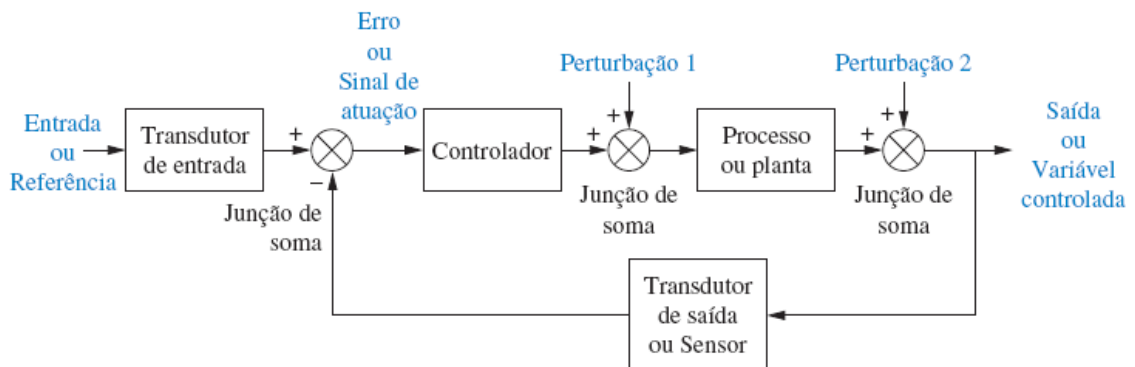 Erro
ou
Sinal de
atuação
Perturbação 1
Perturbação 2
Entrada
ou
Referência
Transdutor
de entrada
+
−
Junção de
soma
Controlador
+
+
Junção de
soma
Processo
ou planta
+
+
Junção de
soma
Saída
ou
Variável
controlada
Transdutor
de saída
ou Sensor